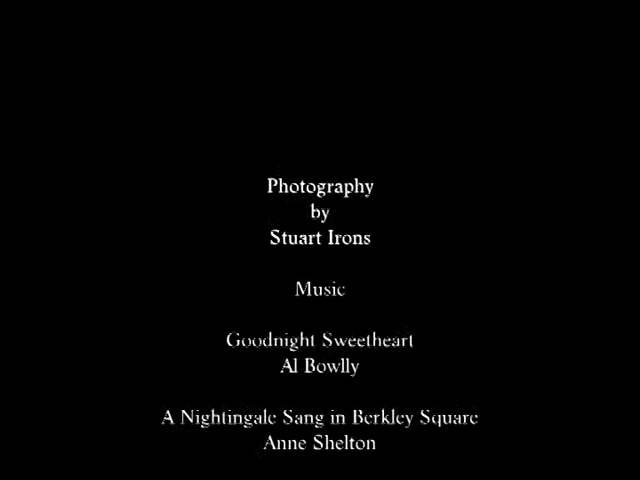 Photography
by
Stuart Irons
Music
Goodnight Sweetheart
Al Bowlly
A Nightingale Sang in Berkley Square
Anne Shelton